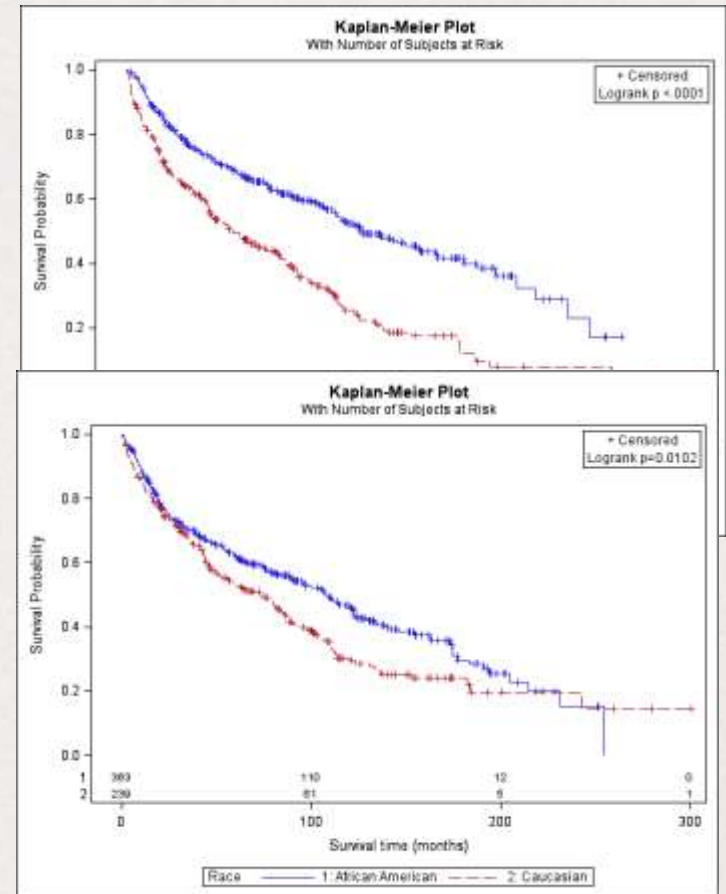 Kaplan-Meier Plot
With Number of Subjects at Risk
+ Censored
Logrank p <.0001
1.0
0.8
0.6
0.4
0.2
Survival Probability
Kaplan-Meier Plot
With Number of Subjects at Risk
+ Censored
Logrank p=0.0102
1.0
0.8
0.6
0.4
0.2
0.0
Survival Probability
1 383 110 12 0
2 239 61 1
0 100 200 300
Survival time (months)
Race 1: African American 2: Caucasian